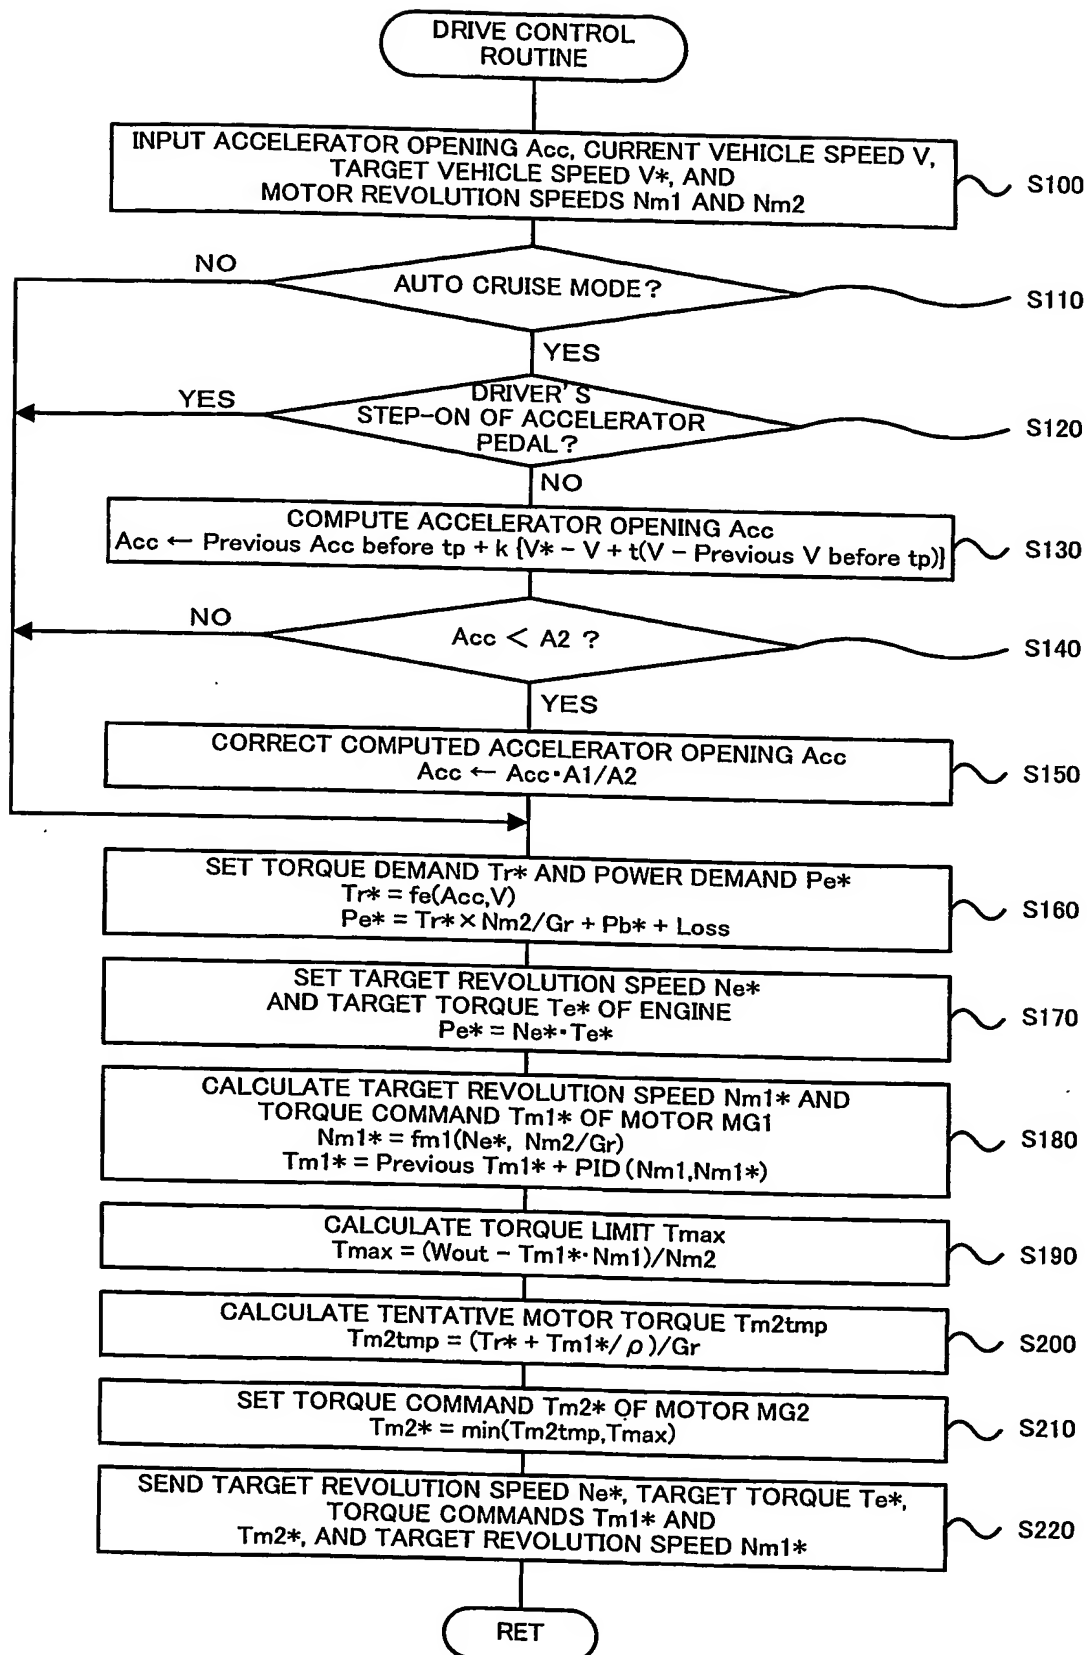 DRIVE CONTROL
ROUTINE
INPUT ACCELERATOR OPENING Acc, CURRENT VEHICLE SPEED V,
TARGET VEHICLE SPEED V*, AND
MOTOR REVOLUTION SPEEDS Nm1 AND Nm2
S100
NO
AUTO CRUISE MODE?
S110
YES
YES
DRIVER'S
STEP-ON OF ACCELERATOR
PEDAL?
S120
NO
COMPUTE ACCELERATOR OPENING Acc
Acc ← Previous Acc before tp + k {V* - V + t(V - Previous V before tp)}
S130
NO
Acc < A2 ?
S140
YES
CORRECT COMPUTED ACCELERATOR OPENING Acc
Acc ← Acc·A1/A2
S150
SET TORQUE DEMAND Tr* AND POWER DEMAND Pe*
Tr* = fe(Acc,V)
Pe* = Tr* × Nm2/Gr + Pb* + Loss
S160
SET TARGET REVOLUTION SPEED Ne*
AND TARGET TORQUE Te* OF ENGINE
Pe* = Ne*·Te*
S170
CALCULATE TARGET REVOLUTION SPEED Nm1* AND
TORQUE COMMAND Tm1* OF MOTOR MG1
Nm1* = fm1(Ne*, Nm2/Gr)
Tm1* = Previous Tm1* + PID(Nm1,Nm1*)
S180
CALCULATE TORQUE LIMIT Tmax
Tmax = (Wout - Tm1*·Nm1)/Nm2
S190
CALCULATE TENTATIVE MOTOR TORQUE Tm2tmp
Tm2tmp = (Tr* + Tm1*/ρ)/Gr
S200
SET TORQUE COMMAND Tm2* OF MOTOR MG2
Tm2* = min(Tm2tmp,Tmax)
S210
SEND TARGET REVOLUTION SPEED Ne*, TARGET TORQUE Te*,
TORQUE COMMANDS Tm1* AND
Tm2*, AND TARGET REVOLUTION SPEED Nm1*
S220
RET